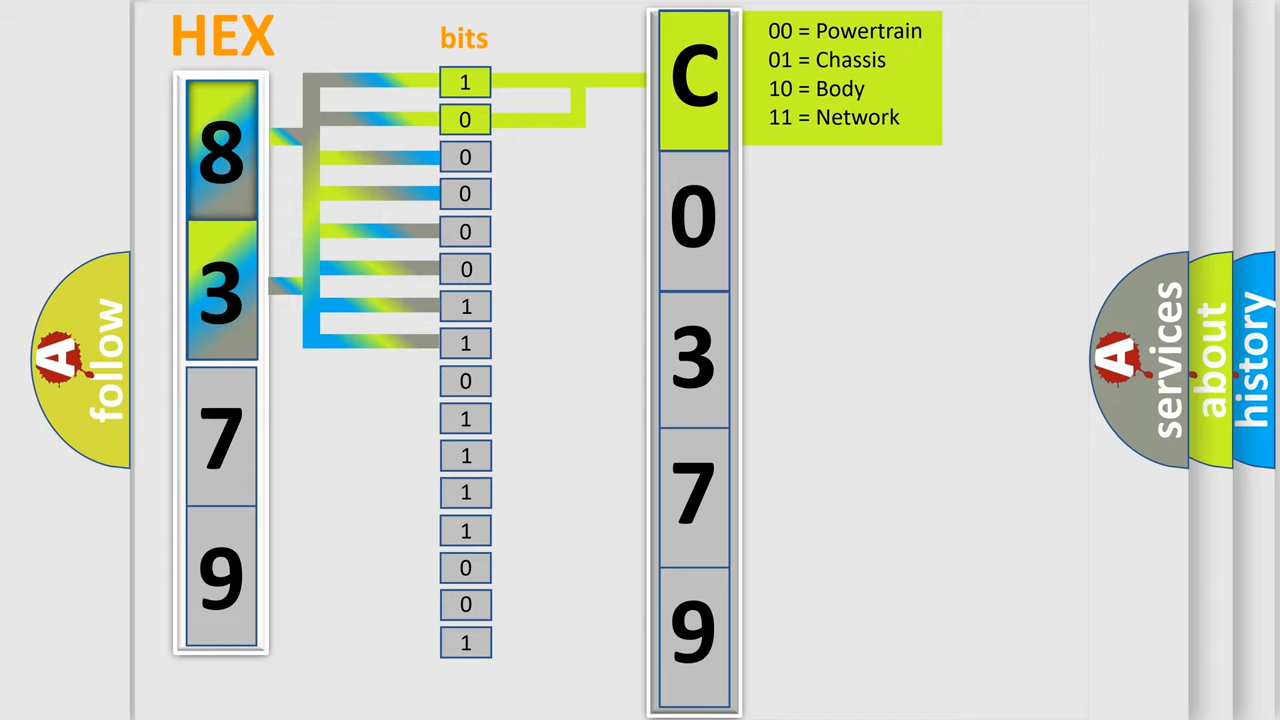 HEX
bits
8
3
7
9
1
0
0
0
0
0
1
1
0
1
1
1
1
0
0
1
C
0
3
7
9
00 = Powertrain
01 = Chassis
10 = Body
11 = Network
A
follow
A
services
about
history